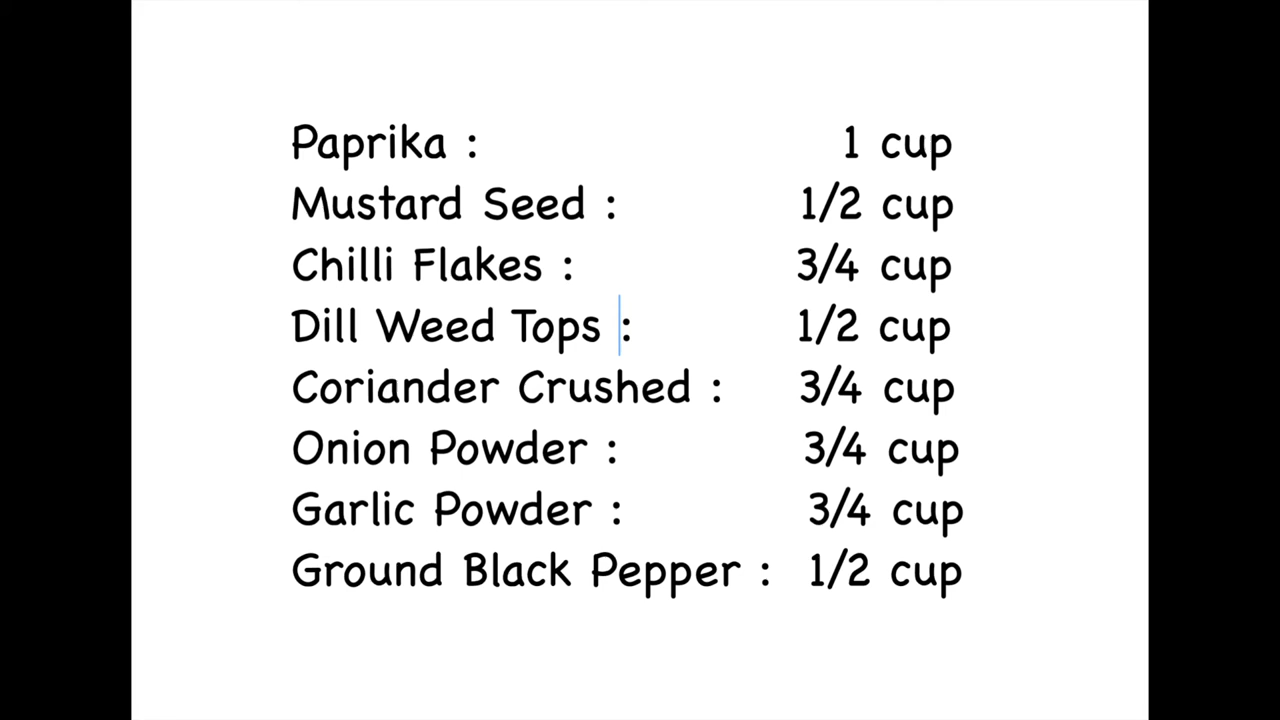 Paprika : 1 cup
Mustard Seed : 1/2 cup
Chilli Flakes : 3/4 cup
Dill Weed Tops : 1/2 cup
Coriander Crushed : 3/4 cup
Onion Powder : 3/4 cup
Garlic Powder : 3/4 cup
Ground Black Pepper : 1/2 cup